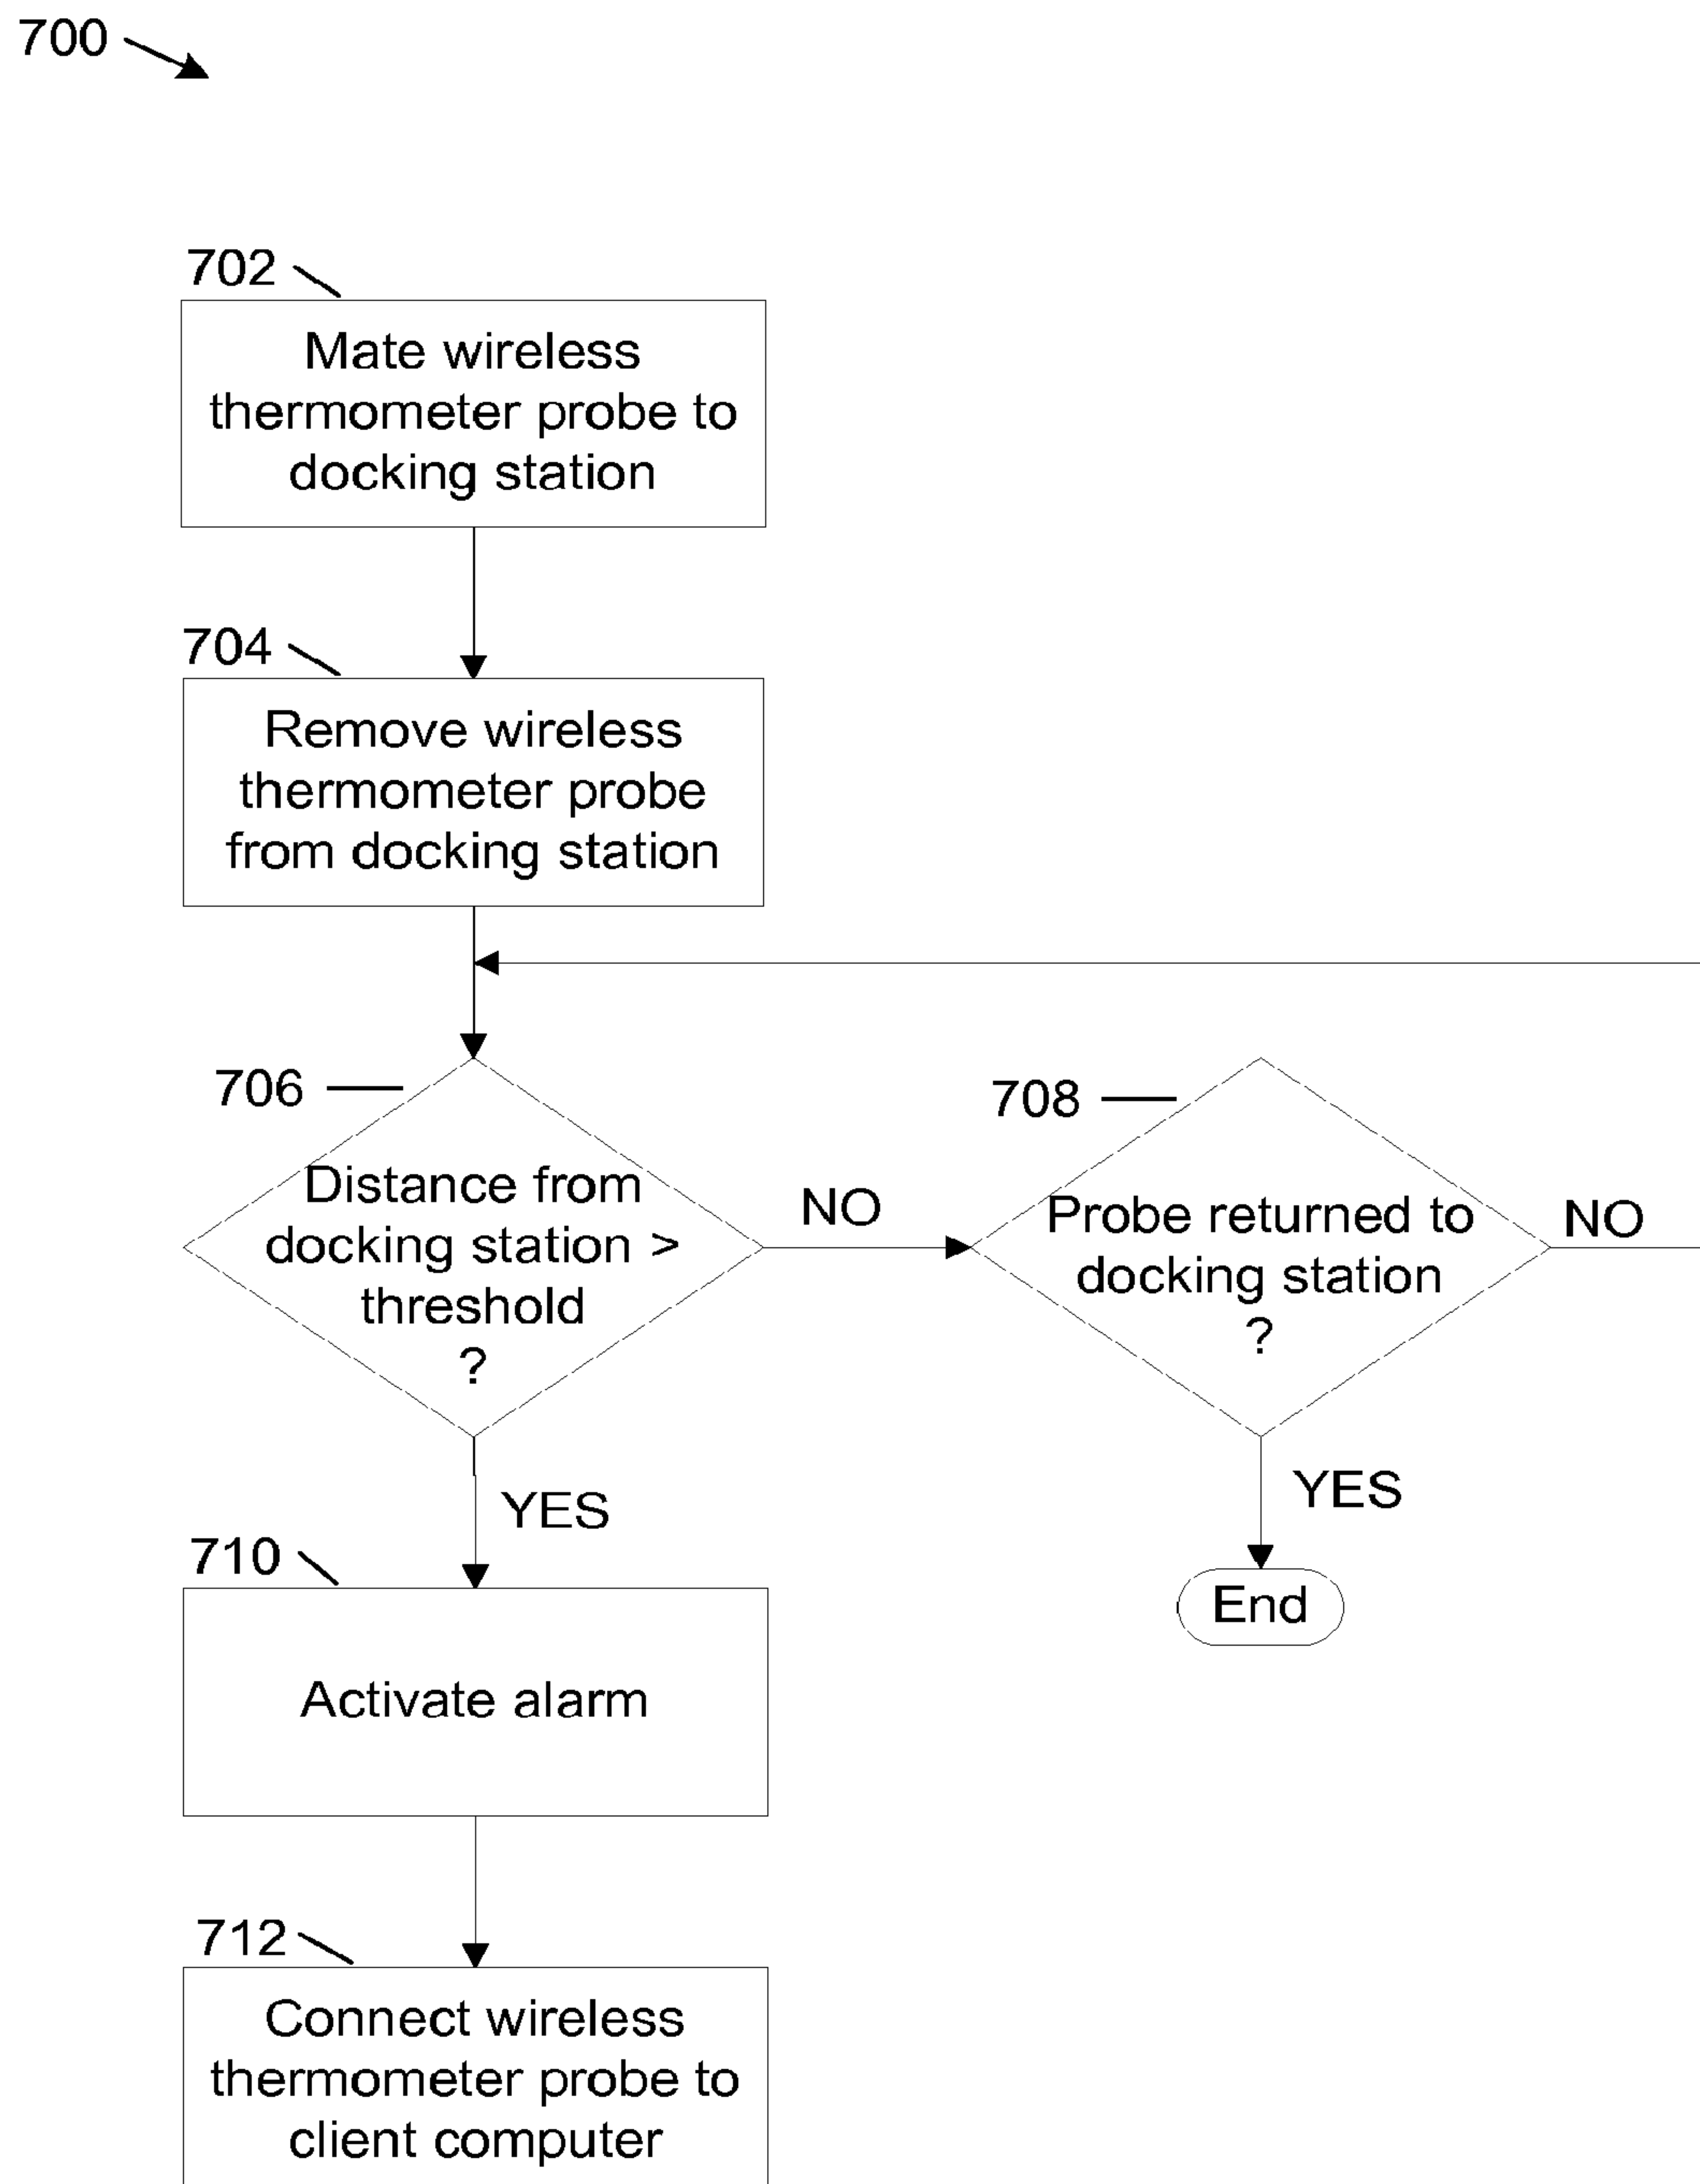 700
702
Mate wireless
thermometer probe to
docking station
704
Remove wireless
thermometer probe
from docking station
706
Distance from
docking station >
threshold
?
NO
708
Probe returned to
docking station
?
NO
YES
YES
710
Activate alarm
End
712
Connect wireless
thermometer probe to
client computer